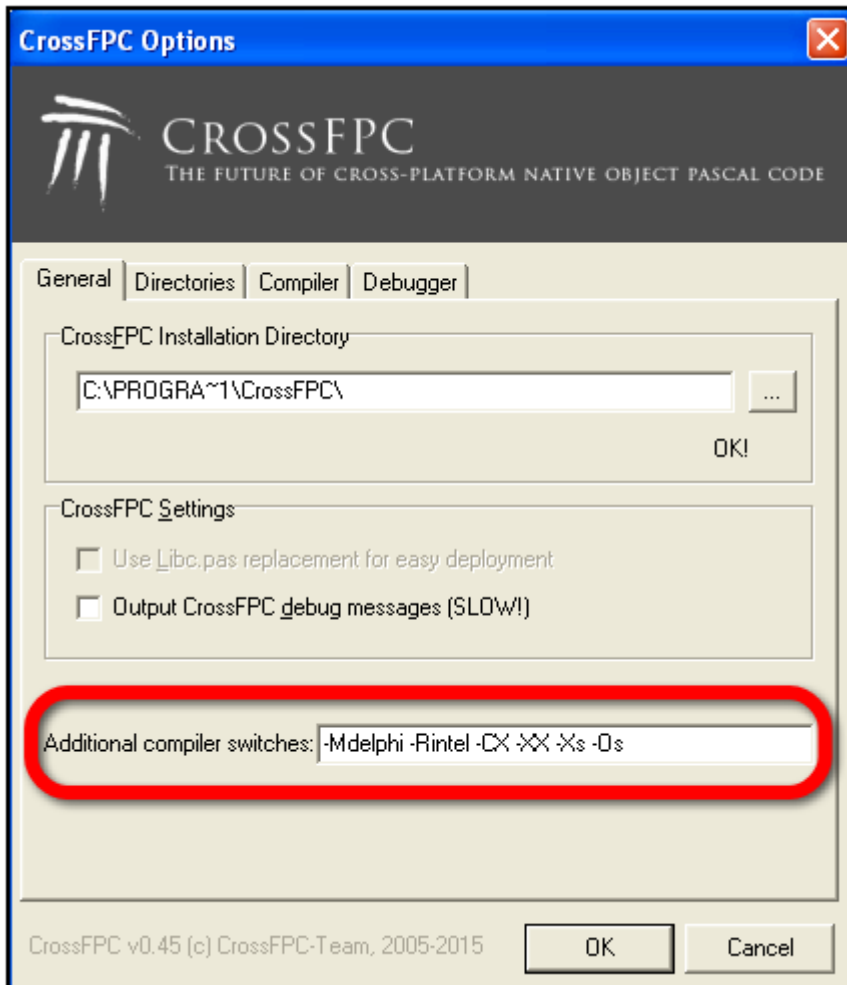 CrossFPC Options
CROSSFPC
THE FUTURE OF CROSS-PLATFORM NATIVE OBJECT PASCAL CODE
General Directories Compiler Debugger
CrossFPC Installation Directory
C:\PROGRA~1\CrossFPC\ ...
OK!
CrossFPC Settings
Use Libc.pas replacement for easy deployment
Output CrossFPC debug messages (SLOW!)
Additional compiler switches: -Mdelphi -Rintel -CX -XX -Xs -Os
CrossFPC v0.45 (c) CrossFPC-Team, 2005-2015 OK Cancel